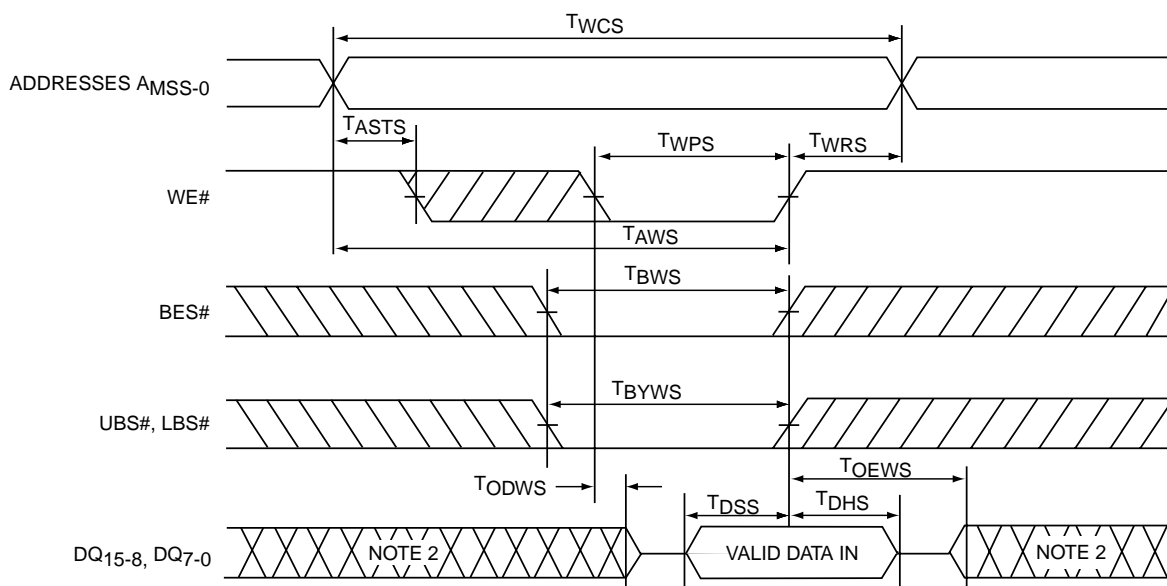 TWCS
ADDRESSES AMSS-0
TASTS
TWPS
TWRS
WE#
TAWS
TBWS
BES#
TBYWS
UBS#, LBS#
TOEWS
TODWS
TDSS
TDHS
DQ15-8, DQ7-0
NOTE 2
VALID DATA IN
NOTE 2